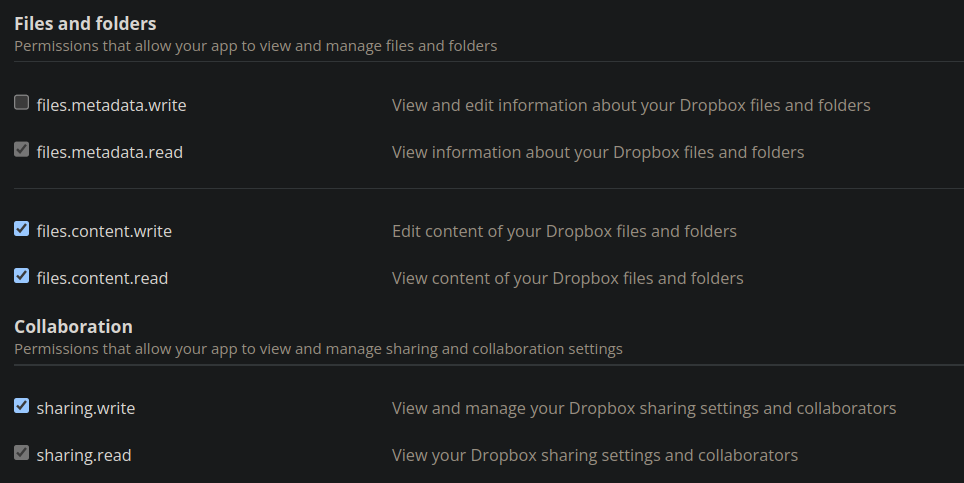 Files and folders
Permissions that allow your app to view and manage files and folders
files.metadata.write View and edit information about your Dropbox files and folders
files.metadata.read View information about your Dropbox files and folders
files.content.write Edit content of your Dropbox files and folders
files.content.read View content of your Dropbox files and folders
Collaboration
Permissions that allow your app to view and manage sharing and collaboration settings
sharing.write View and manage your Dropbox sharing settings and collaborators
sharing.read View your Dropbox sharing settings and collaborators